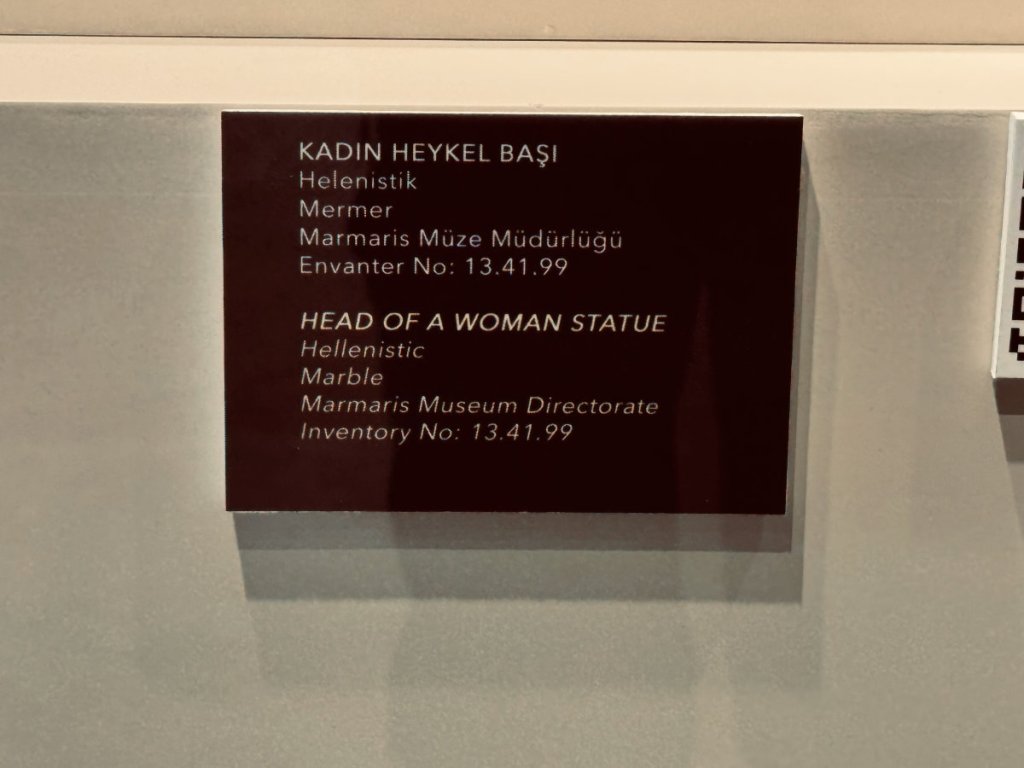 KADIN HEYKEL BAŞI
Helenistik
Mermer
Marmaris Müze Müdürlüğü
Envanter No: 13.41.99
HEAD OF A WOMAN STATUE
Hellenistic
Marble
Marmaris Museum Directorate
Inventory No: 13.41.99